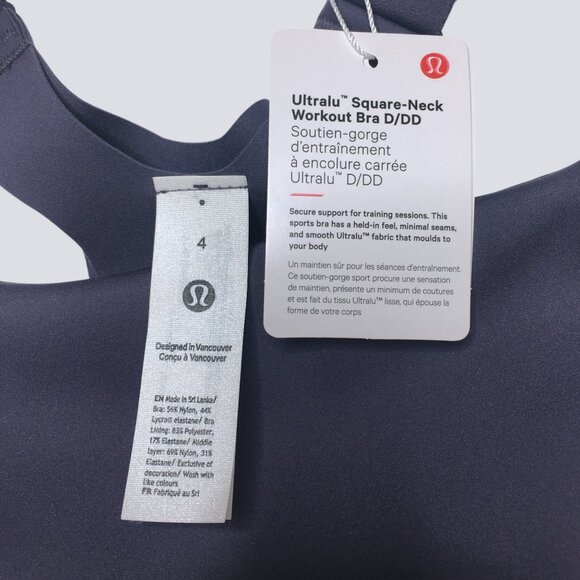 Ultralu™ Square-Neck
Workout Bra D/DD
Soutien-gorge
d'entraînement
à encolure carrée
Ultralu™ D/DD
Secure support for training sessions. This
sports bra has a held-in feel, minimal seams,
and smooth Ultralu™ fabric that moulds to
your body
Un maintien sûr pour les séances d'entraînement.
Ce soutien-gorge sport procure une sensation
de maintien, présente un minimum de coutures
et est fait du tissu Ultralu™ lisse, qui épouse la
forme de votre corps
4
Designed in Vancouver
Conçu à Vancouver
EN Made in Sri Lanka/
Bra: 56% Nylon, 44%
Lycra® elastane/ Bra
Lining: 83% Polyester,
17% Elastane/ Middle
layer: 69% Nylon, 31%
Elastane/ Exclusive of
decoration/ Wash with
like colours
FR Fabriqué au Sri